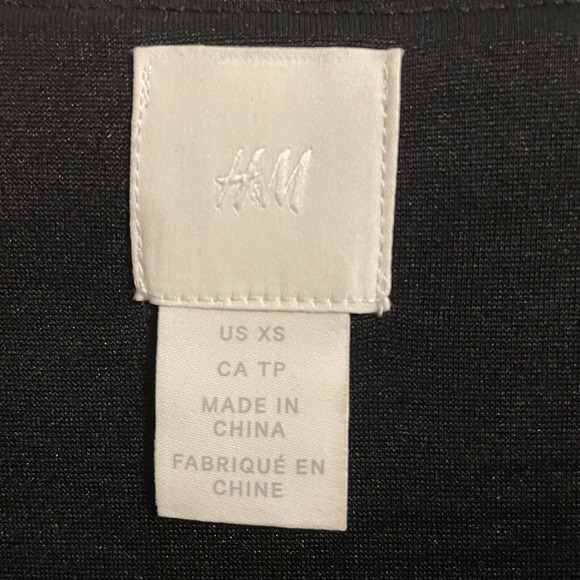 H&M
US XS
CA TP
MADE IN
CHINA
FABRIQUÉ EN
CHINE